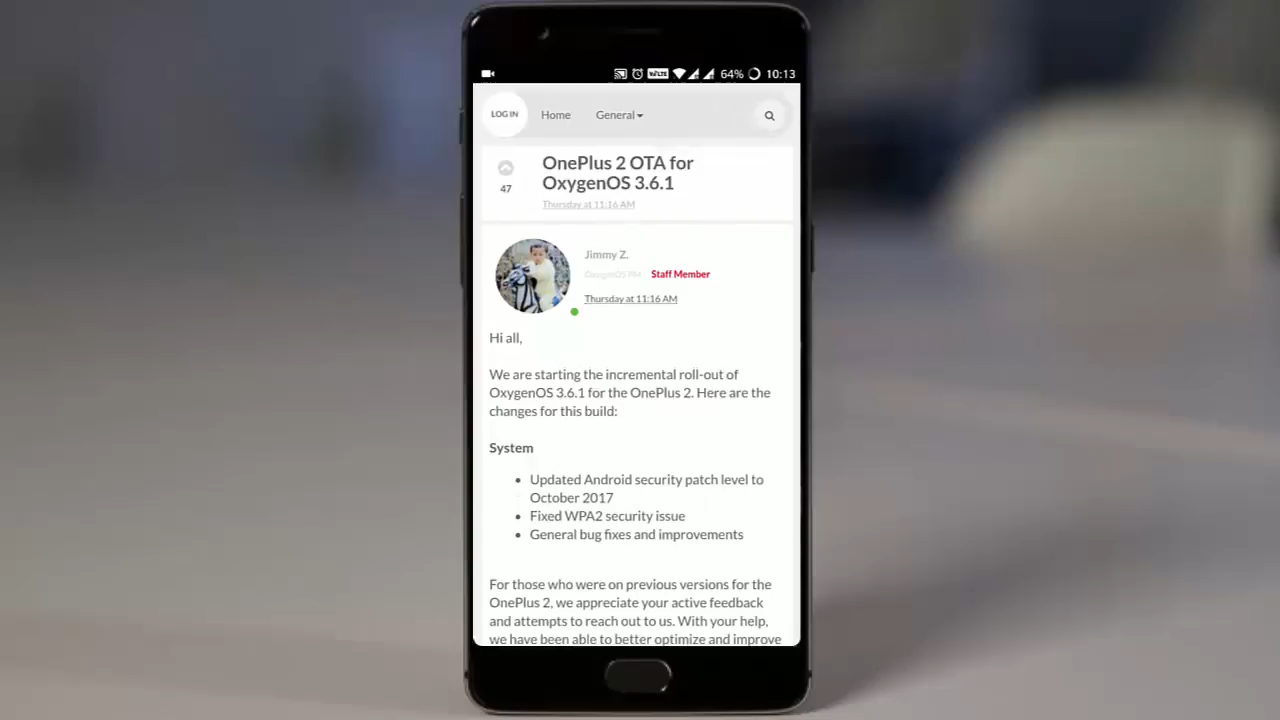 VoLTE 64% 10:13
LOG IN Home General
OnePlus 2 OTA for
OxygenOS 3.6.1
47
Thursday at 11:16 AM
Jimmy Z.
OxygenOS PM Staff Member
Thursday at 11:16 AM
Hi all,
We are starting the incremental roll-out of
OxygenOS 3.6.1 for the OnePlus 2. Here are the
changes for this build:
System
• Updated Android security patch level to
October 2017
• Fixed WPA2 security issue
• General bug fixes and improvements
For those who were on previous versions for the
OnePlus 2, we appreciate your active feedback
and attempts to reach out to us. With your help,
we have been able to better optimize and improve